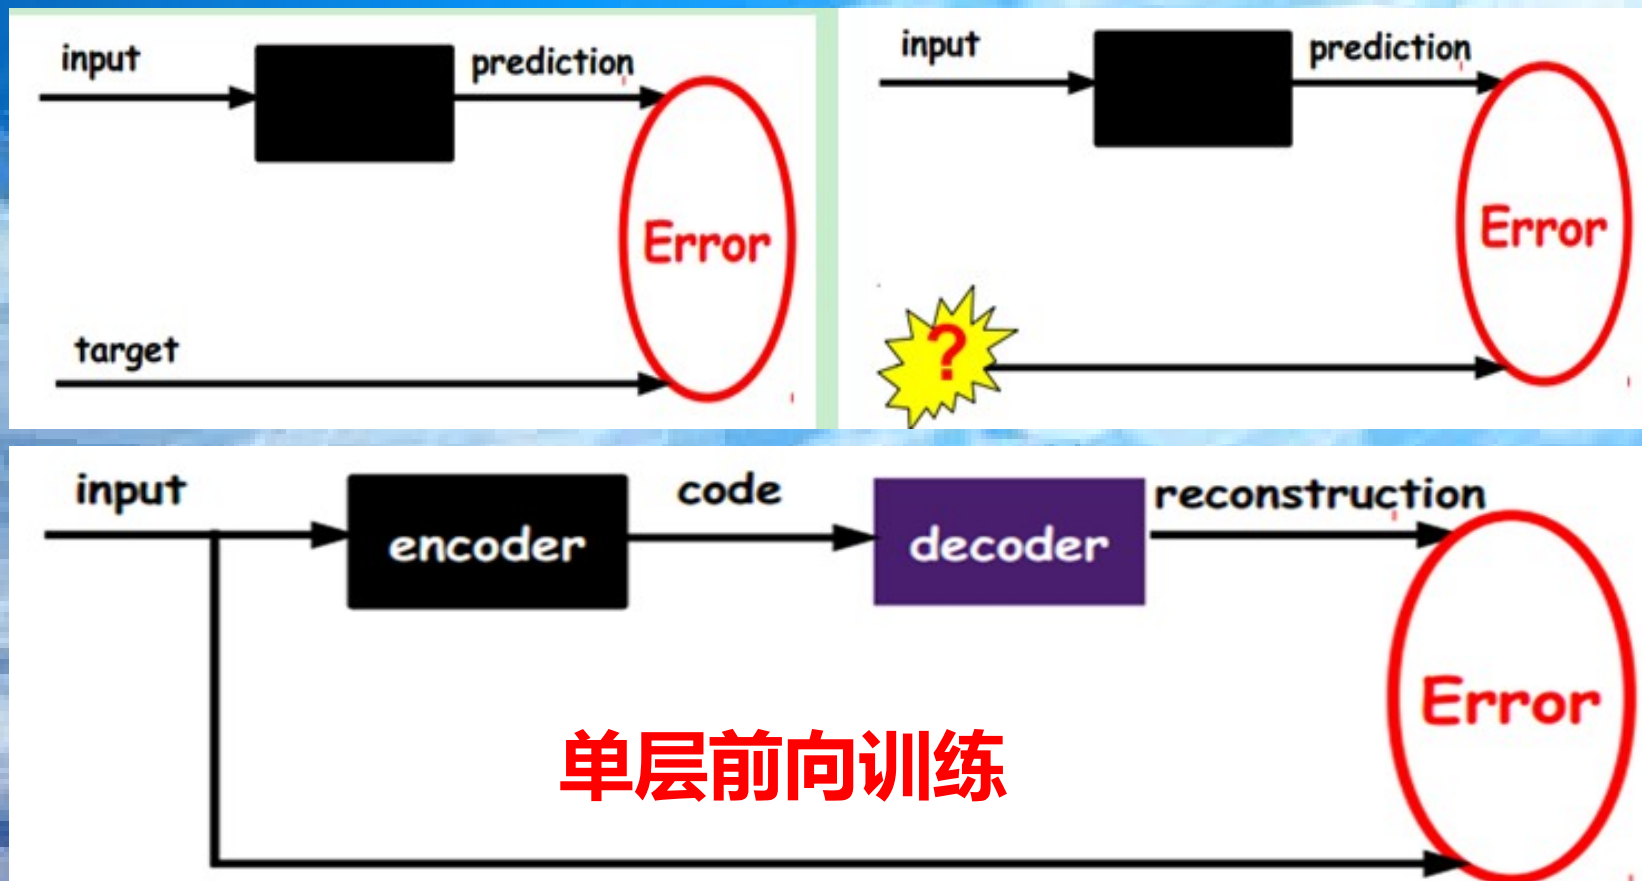 input
prediction
Error
target
input
prediction
Error
?
input
encoder
code
decoder
reconstruction
Error
单层前向训练